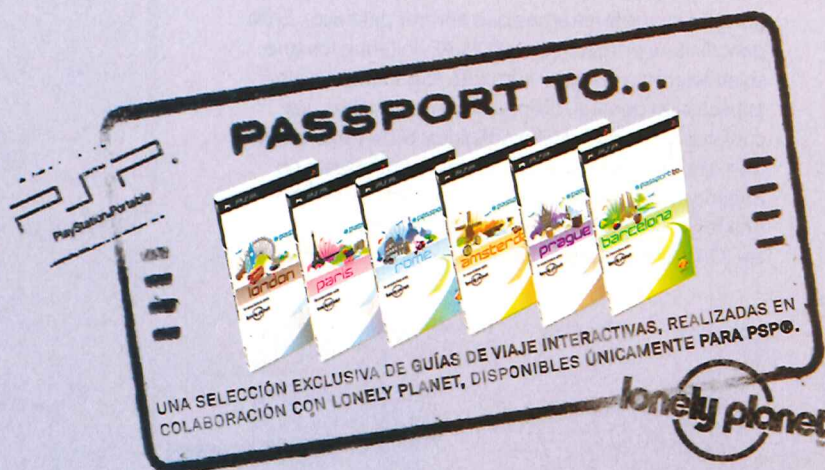 PASSPORT TO...
PSP
PlayStation Portable
london
paris
rome
amsterdam
prague
barcelona
UNA SELECCIÓN EXCLUSIVA DE GUÍAS DE VIAJE INTERACTIVAS, REALIZADAS EN
COLABORACIÓN CON LONELY PLANET, DISPONIBLES ÚNICAMENTE PARA PSP®.
lonely planet